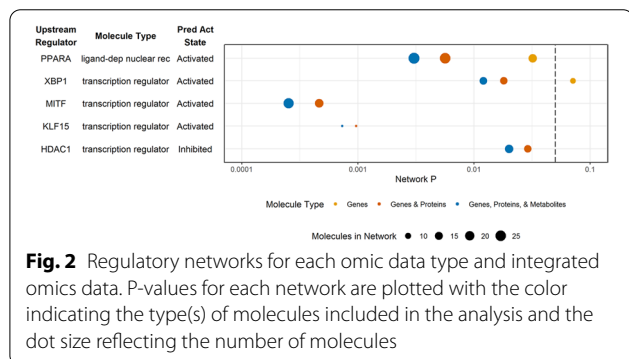 Upstream Regulator Molecule Type Pred Act State
PPARA ligand-dep nuclear rec Activated
XBP1 transcription regulator Activated
MITF transcription regulator Activated
KLF15 transcription regulator Activated
HDAC1 transcription regulator Inhibited
0.0001 0.001 0.01 0.1
Network P
Molecule Type Genes Genes & Proteins Genes, Proteins, & Metabolites
Molecules in Network 10 15 20 25
Fig. 2 Regulatory networks for each omic data type and integrated
omics data. P-values for each network are plotted with the color
indicating the type(s) of molecules included in the analysis and the
dot size reflecting the number of molecules